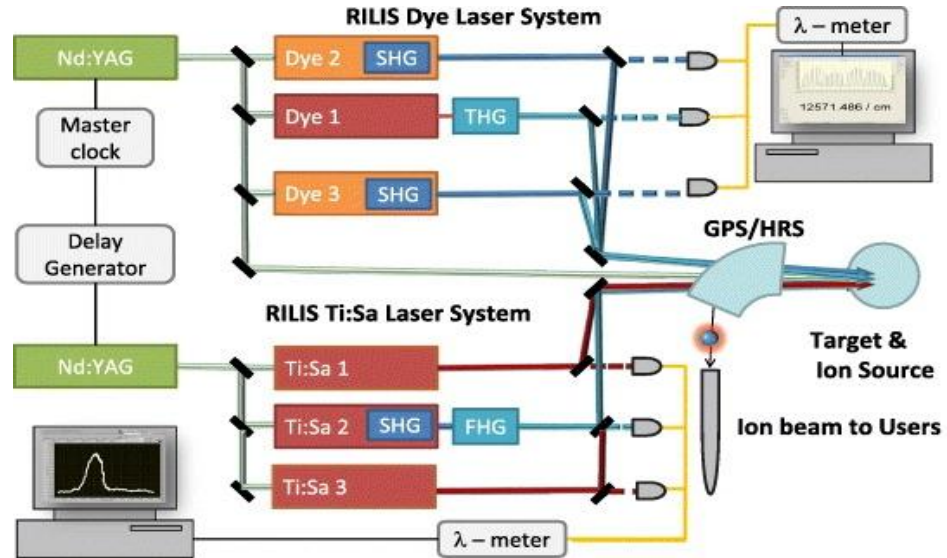 RILIS Dye Laser System
λ – meter
Nd:YAG
Dye 2
SHG
12571.486 / cm
Master
clock
Dye 1
THG
Dye 3
SHG
GPS/HRS
Delay
Generator
RILIS Ti:Sa Laser System
Target &
Ion Source
Nd:YAG
Ti:Sa 1
Ti:Sa 2
SHG
FHG
Ion beam to Users
Ti:Sa 3
λ – meter